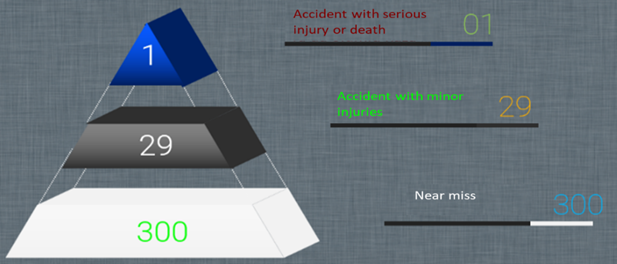 1
29
300
Accident with serious
injury or death
01
Accident with minor
injuries
29
Near miss
300